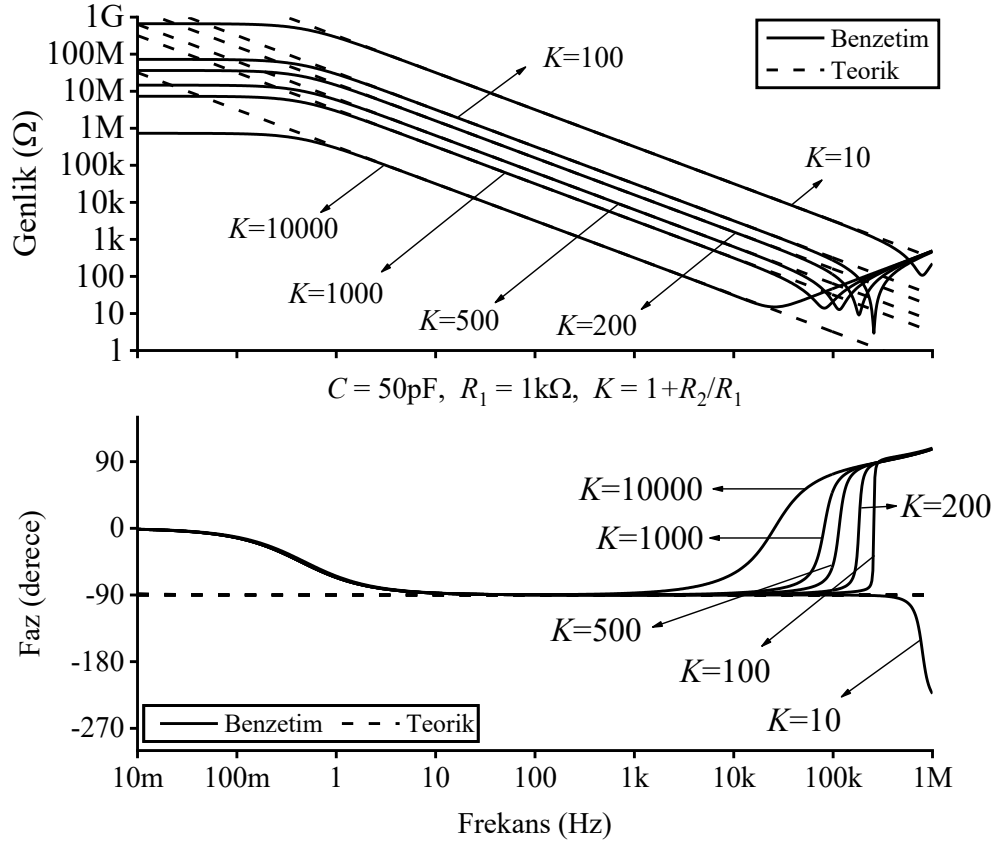 1G
100M
10M
1M
100k
10k
1k
100
10
1
Genlik (Ω)
Benzetim
Teorik
K=100
K=10
K=10000
K=1000
K=500
K=200
C = 50pF, R₁ = 1kΩ, K = 1+R₂/R₁
90
0
-90
-180
-270
Faz (derece)
K=10000
K=200
K=1000
K=500
K=100
K=10
Benzetim Teorik
10m 100m 1 10 100 1k 10k 100k 1M
Frekans (Hz)